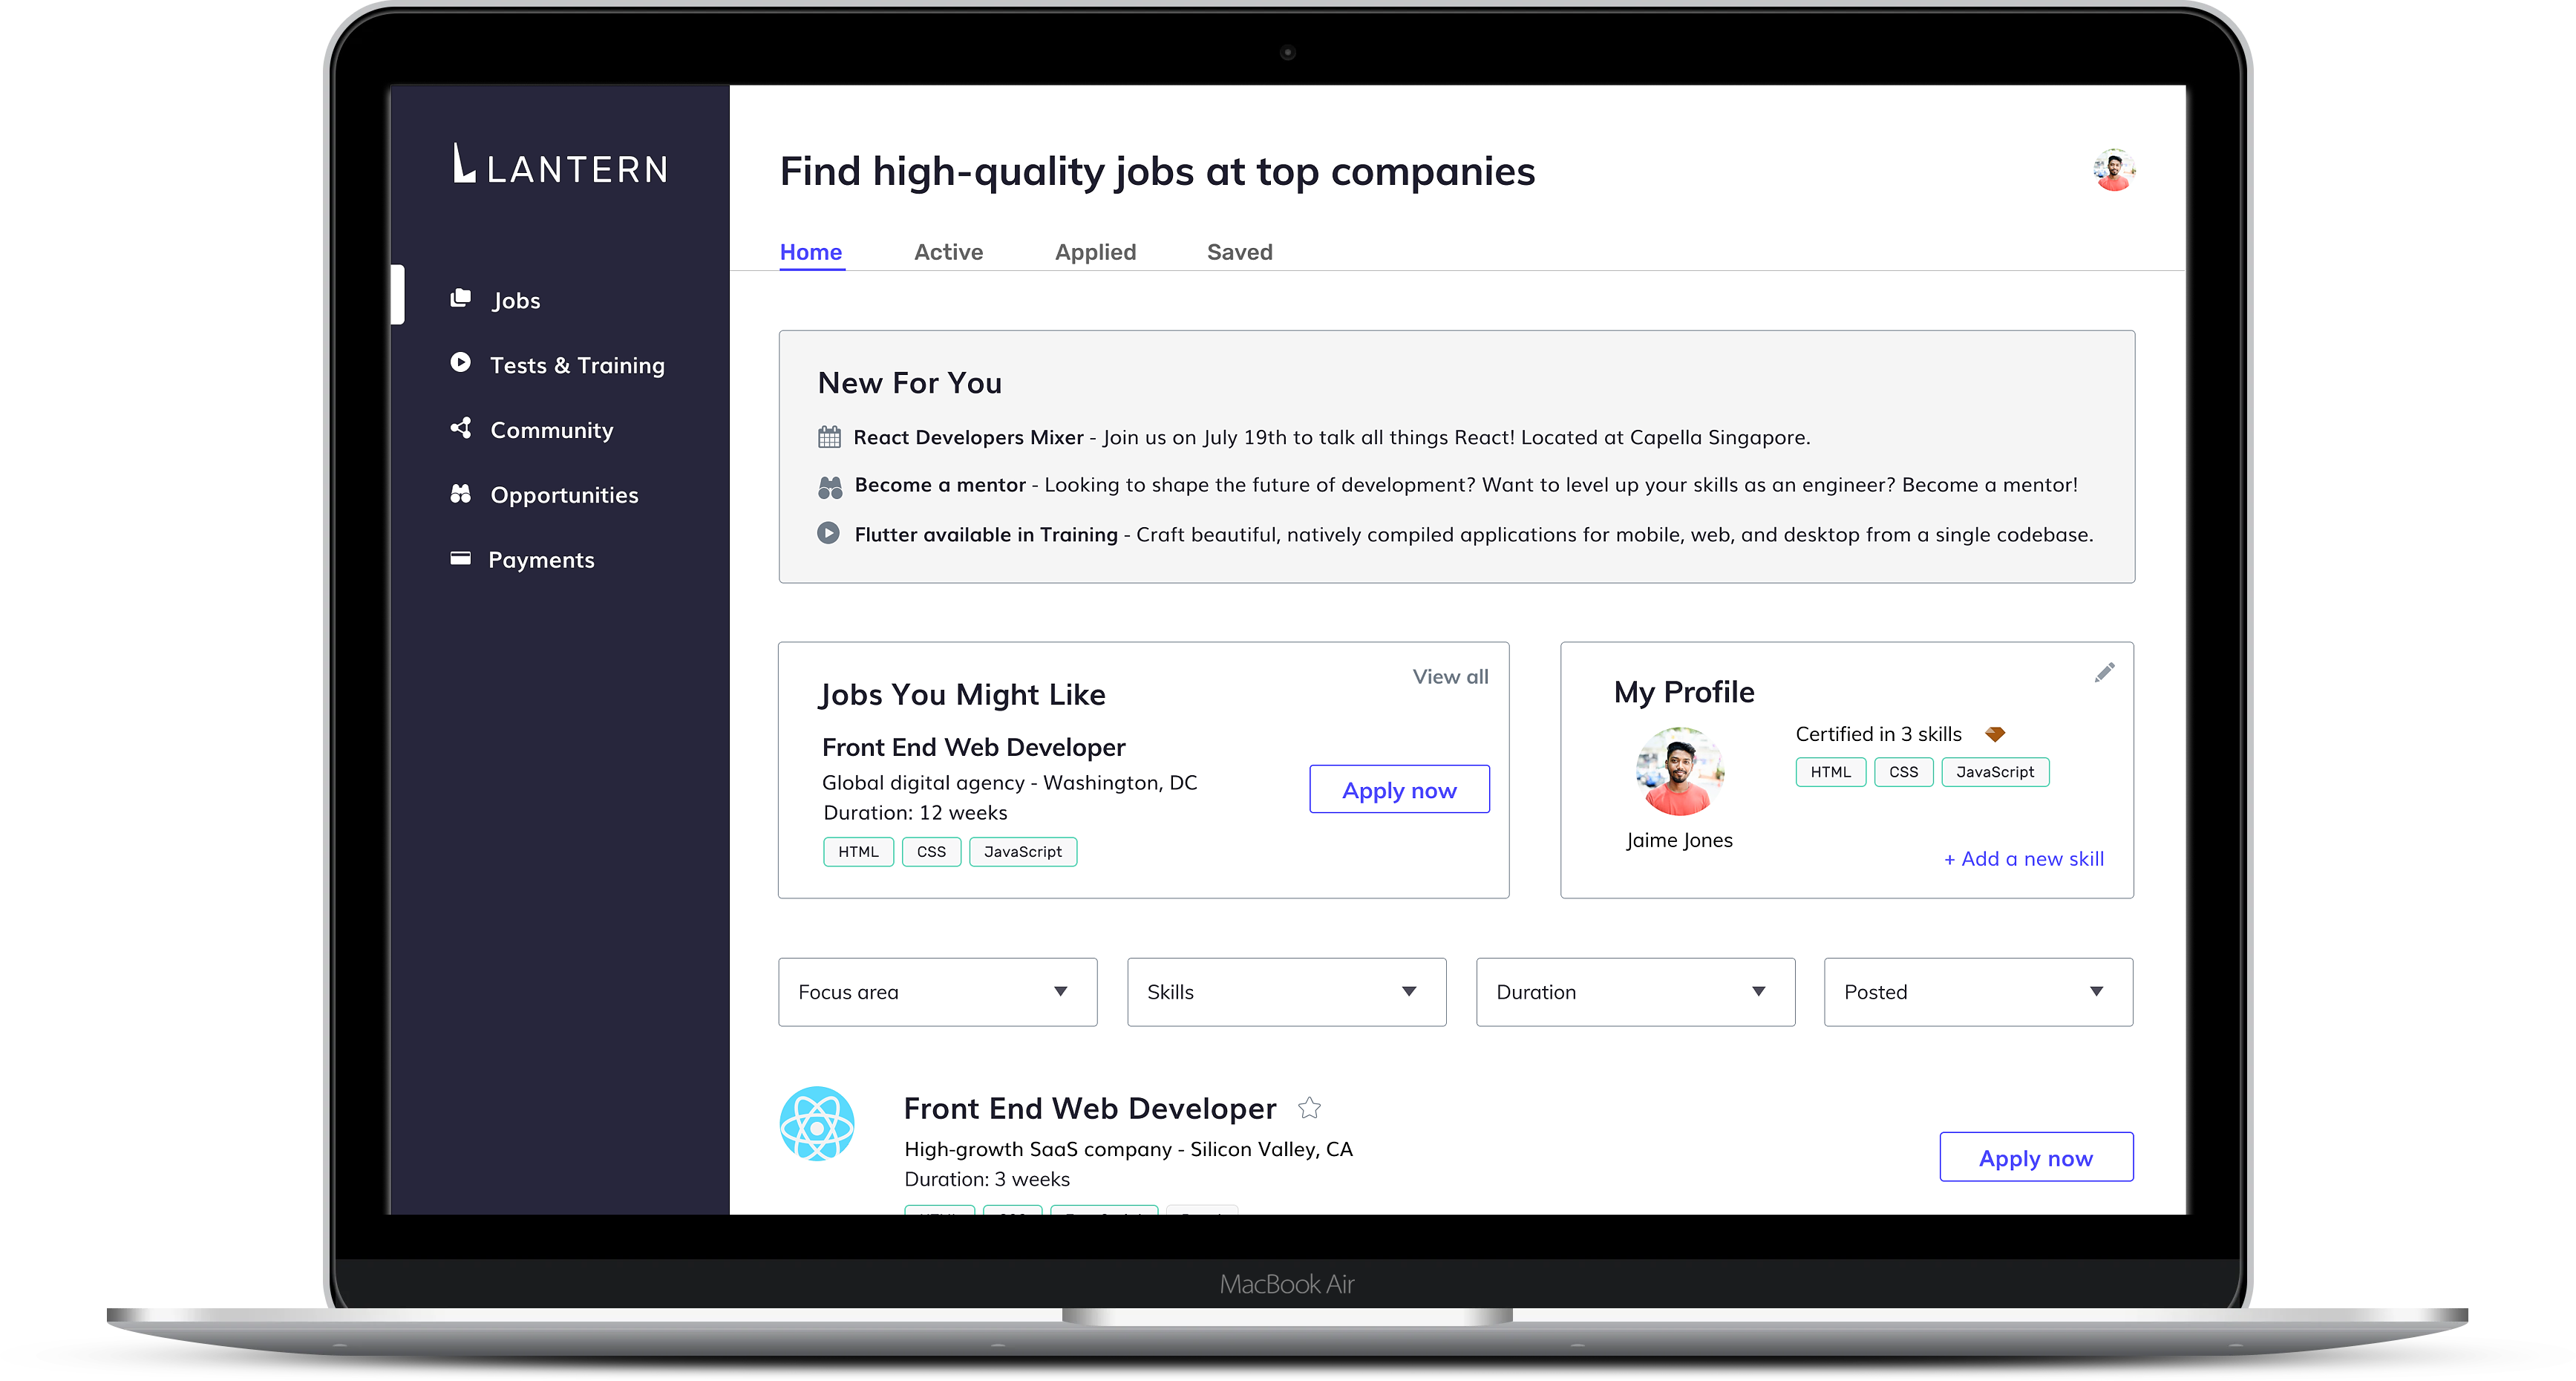 LANTERN
Jobs
Tests & Training
Community
Opportunities
Payments
Find high-quality jobs at top companies
Home Active Applied Saved
New For You
React Developers Mixer - Join us on July 19th to talk all things React! Located at Capella Singapore.
Become a mentor - Looking to shape the future of development? Want to level up your skills as an engineer? Become a mentor!
Flutter available in Training - Craft beautiful, natively compiled applications for mobile, web, and desktop from a single codebase.
Jobs You Might Like
View all
Front End Web Developer
Global digital agency - Washington, DC
Duration: 12 weeks
Apply now
HTML CSS JavaScript
My Profile
Certified in 3 skills
HTML CSS JavaScript
Jaime Jones
+ Add a new skill
Focus area Skills Duration Posted
Front End Web Developer
High-growth SaaS company - Silicon Valley, CA
Duration: 3 weeks
Apply now
MacBook Air